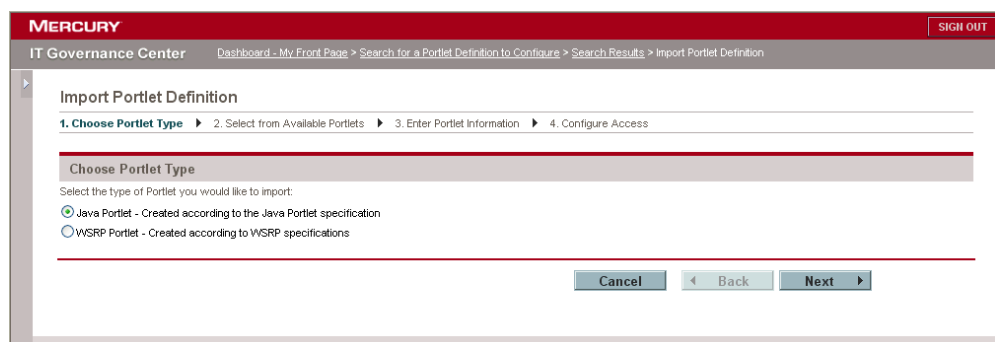 MERCURY
SIGN OUT
IT Governance Center
Dashboard - My Front Page > Search for a Portlet Definition to Configure > Search Results > Import Portlet Definition
Import Portlet Definition
1. Choose Portlet Type 2. Select from Available Portlets 3. Enter Portlet Information 4. Configure Access
Choose Portlet Type
Select the type of Portlet you would like to import:
Java Portlet - Created according to the Java Portlet specification
WSRP Portlet - Created according to WSRP specifications
Cancel Back Next